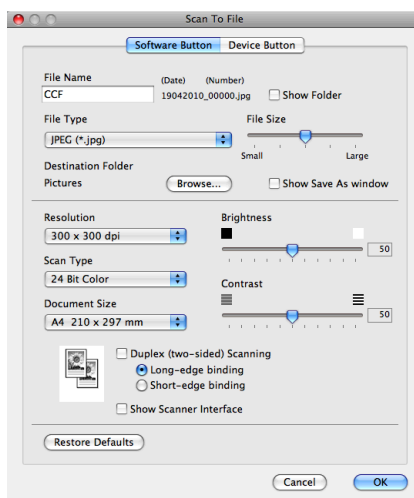 Scan To File
Software Button Device Button
File Name (Date) (Number)
CCF 19042010_00000.jpg Show Folder
File Type File Size
JPEG (*.jpg)
Small Large
Destination Folder
Pictures Browse... Show Save As window
Resolution Brightness
300 x 300 dpi
50
Scan Type
24 Bit Color
Contrast
Document Size
A4 210 x 297 mm 50
Duplex (two-sided) Scanning
Long-edge binding
Short-edge binding
Show Scanner Interface
Restore Defaults
Cancel OK